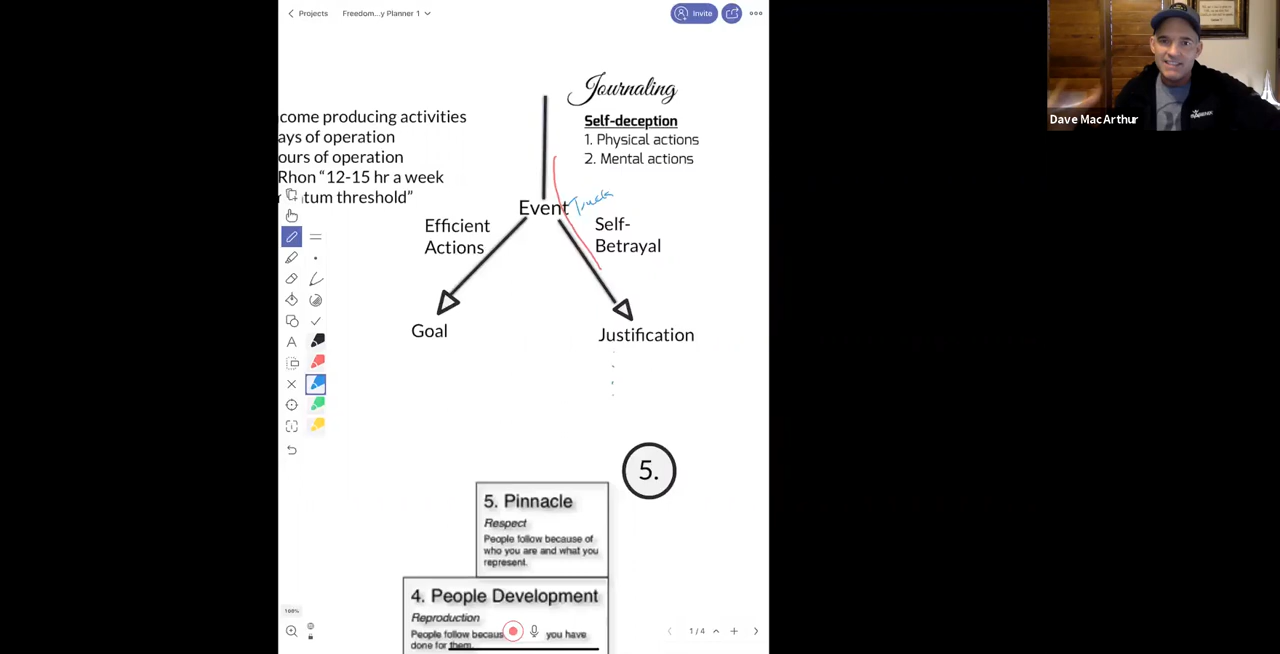 Projects
Freedom...y Planner 1
Invite
Journaling
Self-deception
1. Physical actions
2. Mental actions
come producing activities
ays of operation
ours of operation
Rhon "12-15 hr a week
tum threshold"
Event
Truck
Efficient
Actions
Self-
Betrayal
Goal
Justification
5.
5. Pinnacle
Respect
People follow because of
who you are and what you
represent.
4. People Development
Reproduction
People follow becaus you have
done for them.
A
100%
1/4
Dave MacArthur